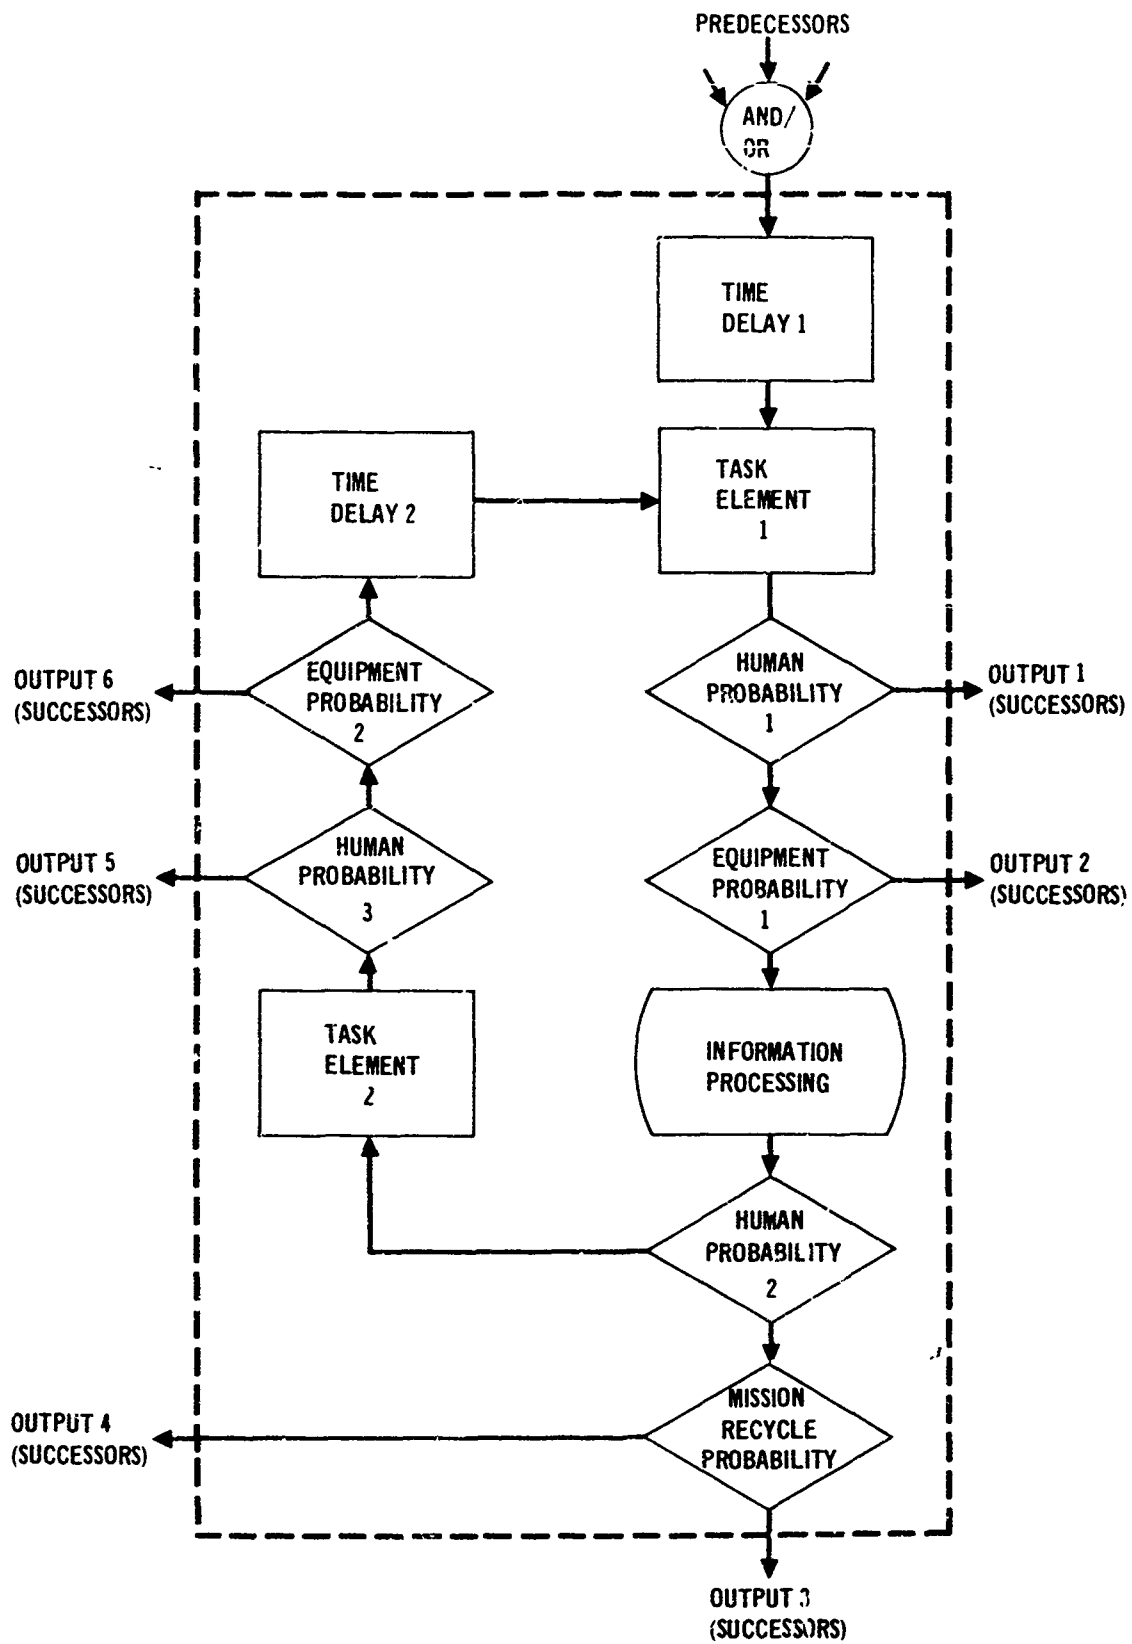 PREDECESSORS
AND/
OR
TIME
DELAY 1
TIME
DELAY 2
TASK
ELEMENT
1
OUTPUT 6
(SUCCESSORS)
EQUIPMENT
PROBABILITY
2
HUMAN
PROBABILITY
1
OUTPUT 1
(SUCCESSORS)
OUTPUT 5
(SUCCESSORS)
HUMAN
PROBABILITY
3
EQUIPMENT
PROBABILITY
1
OUTPUT 2
(SUCCESSORS)
TASK
ELEMENT
2
INFORMATION
PROCESSING
HUMAN
PROBABILITY
2
OUTPUT 4
(SUCCESSORS)
MISSION
RECYCLE
PROBABILITY
OUTPUT 3
(SUCCESSORS)